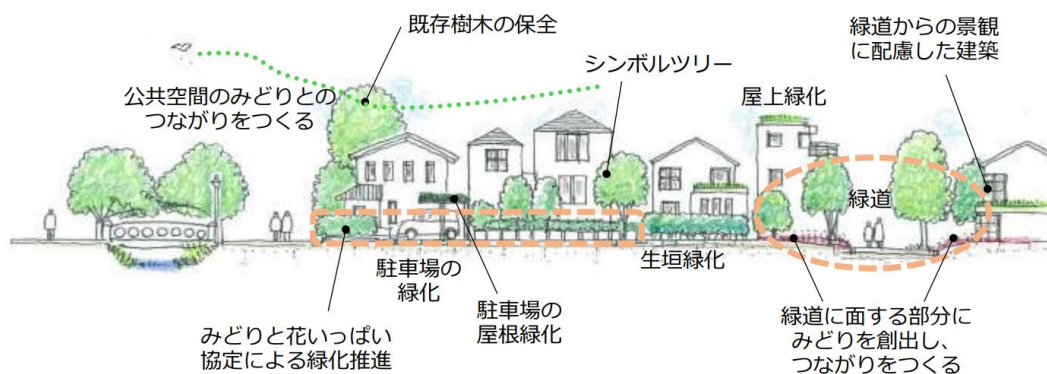 既存樹木の保全
公共空間のみどりとの
つながりをつくる
シンボルツリー
緑道からの景観
に配慮した建築
屋上緑化
緑道
駐車場の
緑化
生垣緑化
駐車場の
屋根緑化
みどりと花いっぱい
協定による緑化推進
緑道に面する部分に
みどりを創出し、
つながりをつくる